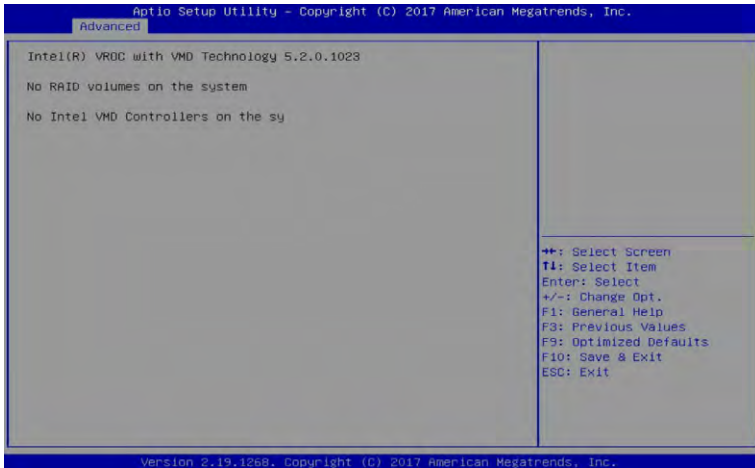 Aptio Setup Utility – Copyright (C) 2017 American Megatrends, Inc.
Advanced
Intel(R) VROC with VMD Technology 5.2.0.1023
No RAID volumes on the system
No Intel VMD Controllers on the sy
→←: Select Screen
↑↓: Select Item
Enter: Select
+/-: Change Opt.
F1: General Help
F3: Previous Values
F9: Optimized Defaults
F10: Save & Exit
ESC: Exit
Version 2.19.1268. Copyright (C) 2017 American Megatrends, Inc.